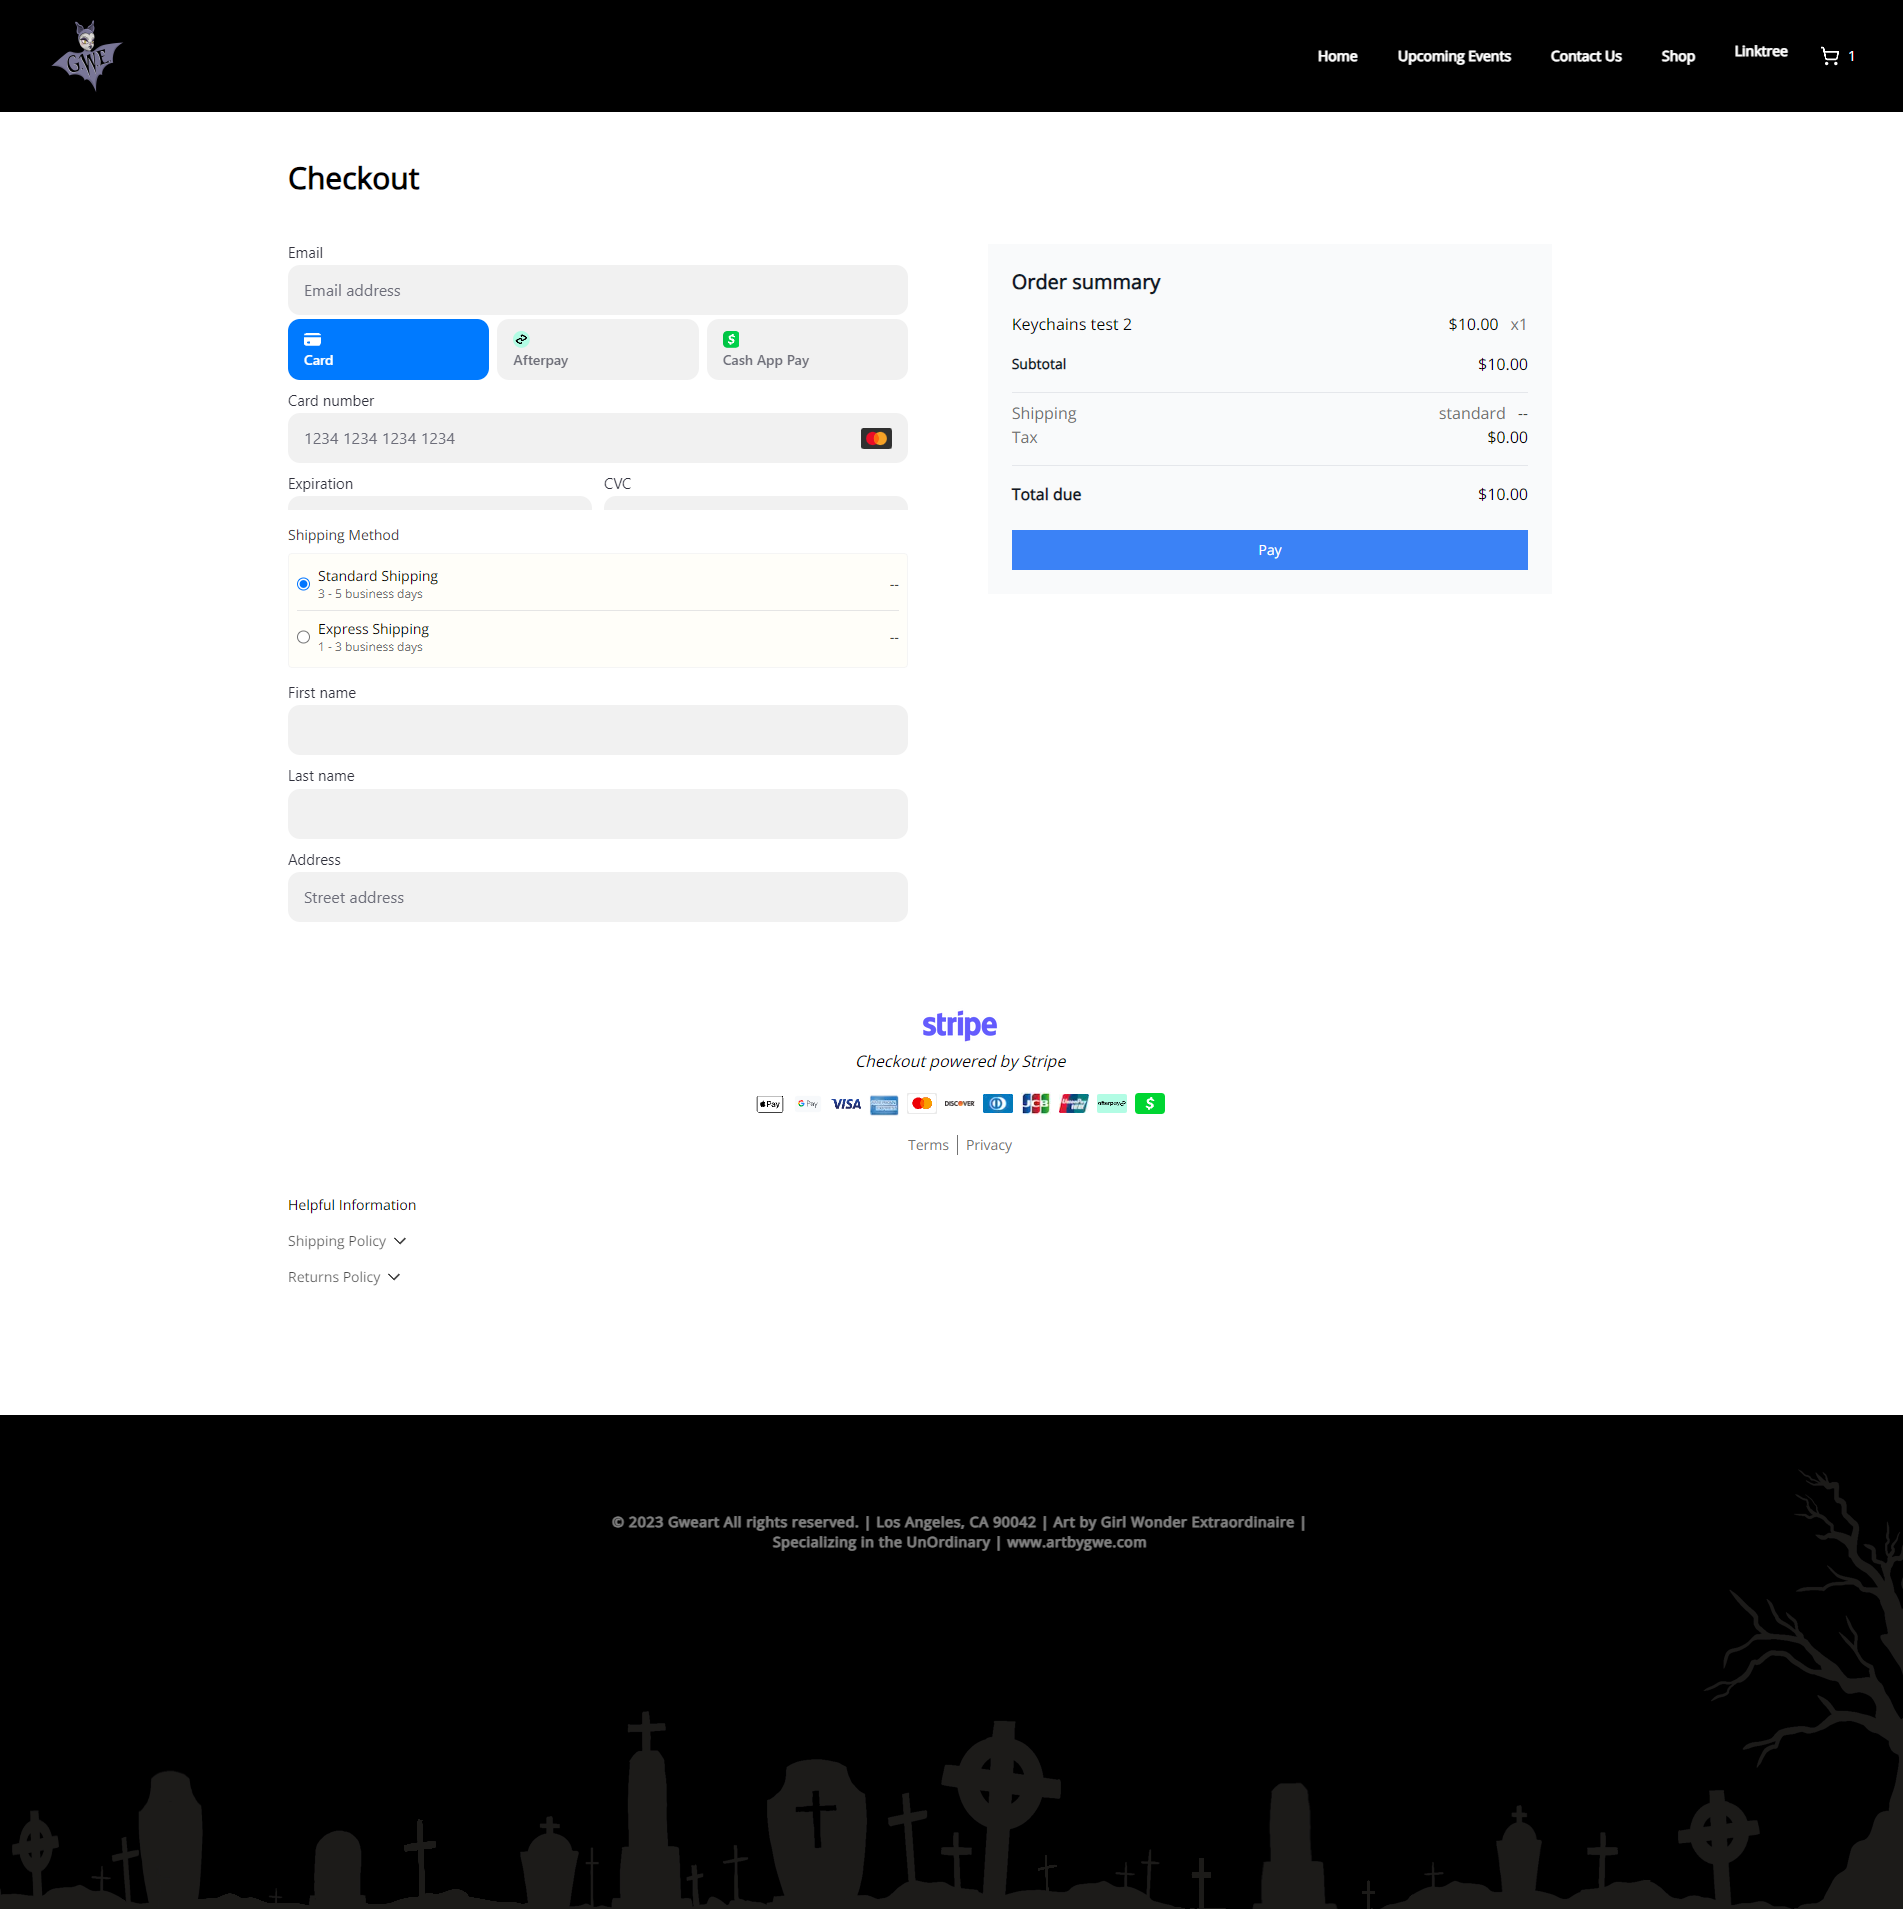 GWE
Home
Upcoming Events
Contact Us
Shop
Linktree
1
Checkout
Email
Email address
Card
Afterpay
Cash App Pay
Card number
1234 1234 1234 1234
Expiration
CVC
Shipping Method
Standard Shipping
3 - 5 business days
--
Express Shipping
1 - 3 business days
--
First name
Last name
Address
Street address
Order summary
Keychains test 2 $10.00 x1
Subtotal $10.00
Shipping standard --
Tax $0.00
Total due $10.00
Pay
stripe
Checkout powered by Stripe
Pay G Pay VISA DISCOVER JCB UnionPay afterpay
Terms | Privacy
Helpful Information
Shipping Policy
Returns Policy
© 2023 Gweart All rights reserved. | Los Angeles, CA 90042 | Art by Girl Wonder Extraordinaire |
Specializing in the UnOrdinary | www.artbygwe.com